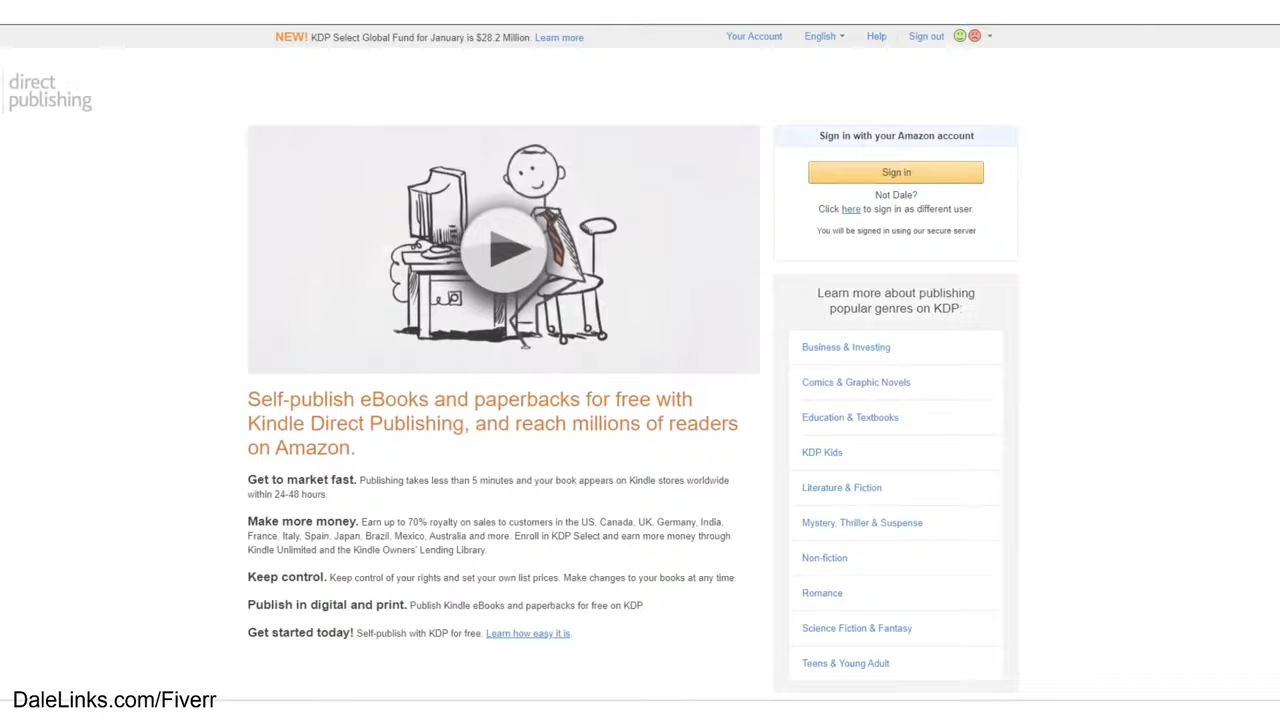 NEW! KDP Select Global Fund for January is $28.2 Million. Learn more
Your Account English Help Sign out
direct
publishing
Sign in with your Amazon account
Sign in
Not Dale?
Click here to sign in as different user.
You will be signed in using our secure server
Learn more about publishing
popular genres on KDP:
Business & Investing
Comics & Graphic Novels
Education & Textbooks
KDP Kids
Literature & Fiction
Mystery, Thriller & Suspense
Non-fiction
Romance
Science Fiction & Fantasy
Teens & Young Adult
Self-publish eBooks and paperbacks for free with
Kindle Direct Publishing, and reach millions of readers
on Amazon.
Get to market fast. Publishing takes less than 5 minutes and your book appears on Kindle stores worldwide
within 24-48 hours.
Make more money. Earn up to 70% royalty on sales to customers in the US, Canada, UK, Germany, India,
France, Italy, Spain, Japan, Brazil, Mexico, Australia and more. Enroll in KDP Select and earn more money through
Kindle Unlimited and the Kindle Owners' Lending Library.
Keep control. Keep control of your rights and set your own list prices. Make changes to your books at any time.
Publish in digital and print. Publish Kindle eBooks and paperbacks for free on KDP
Get started today! Self-publish with KDP for free. Learn how easy it is.
DaleLinks.com/Fiverr